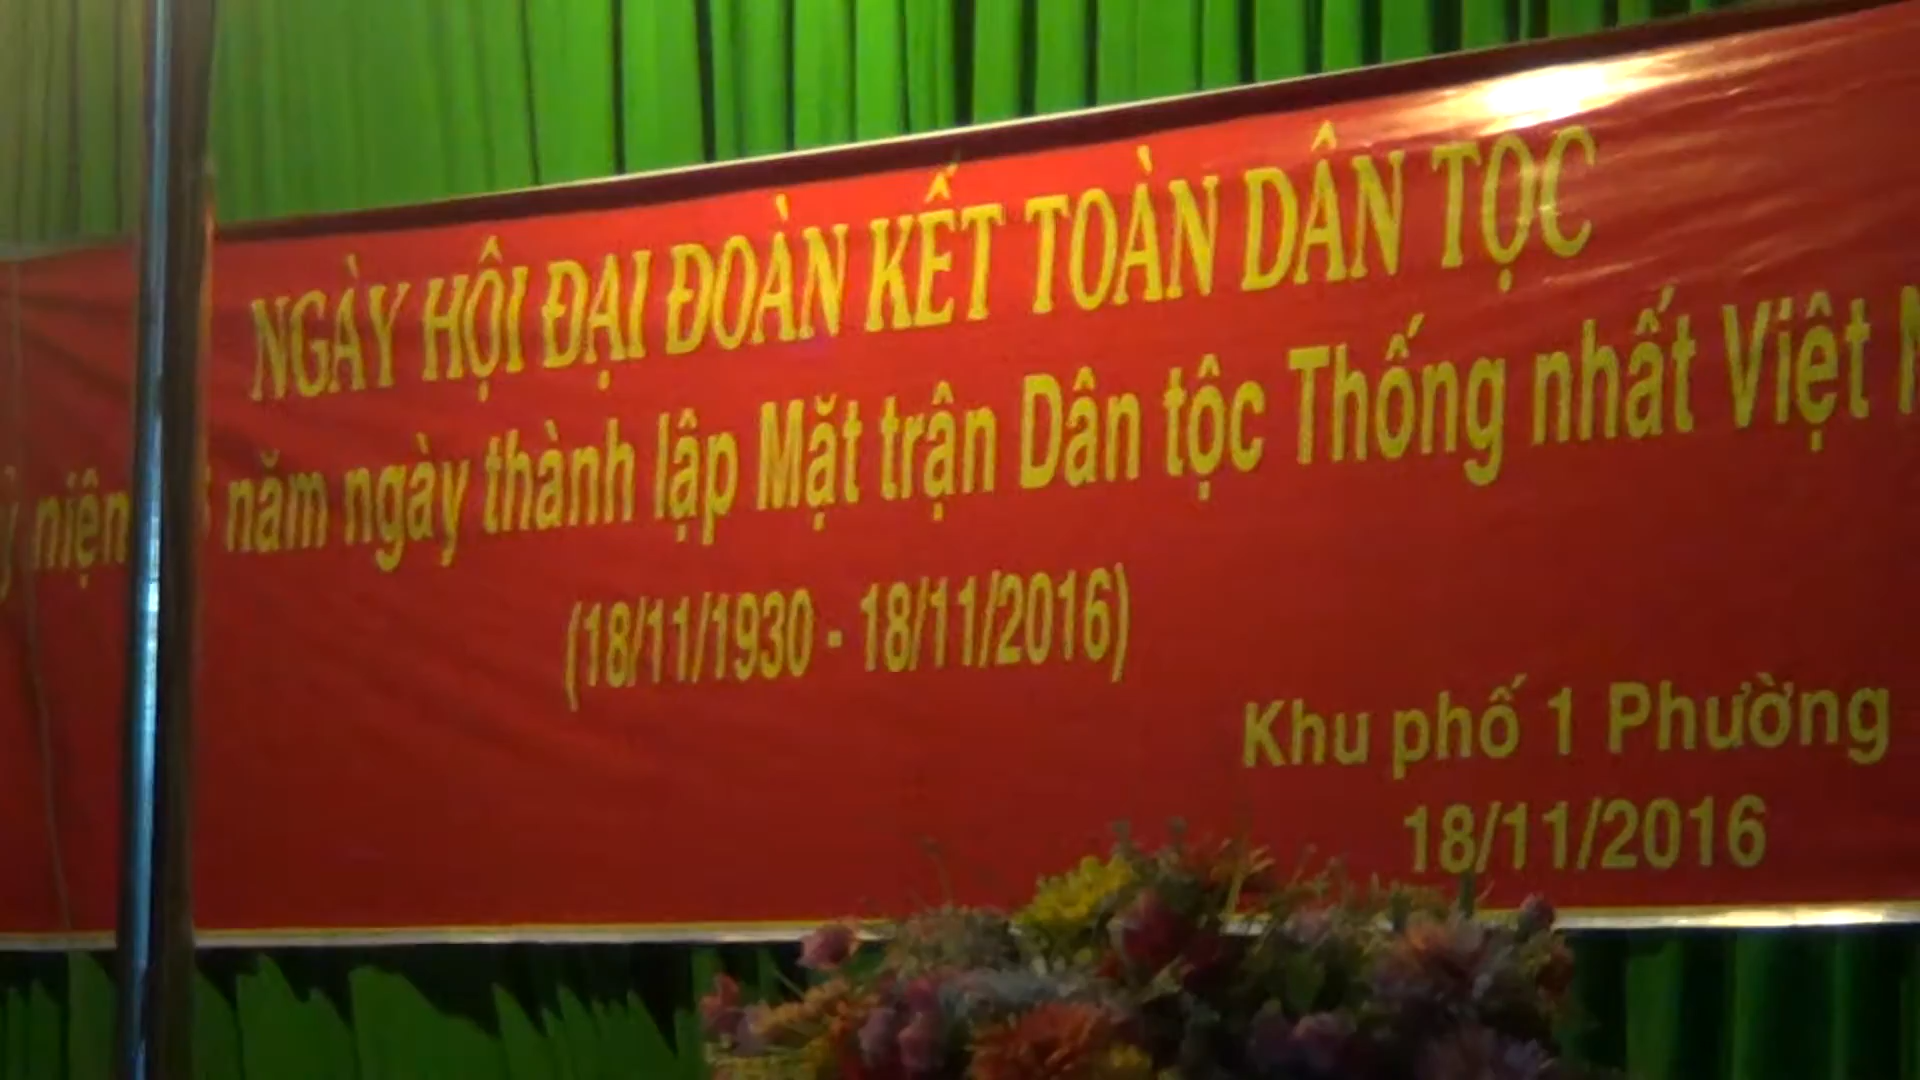 NGÀY HỘI ĐẠI ĐOÀN KẾT TOÀN DÂN TỘC
năm ngày thành lập Mặt trận Dân tộc Thống nhất Việt
(18/11/1930 - 18/11/2016)
Khu phố 1 Phường
18/11/2016